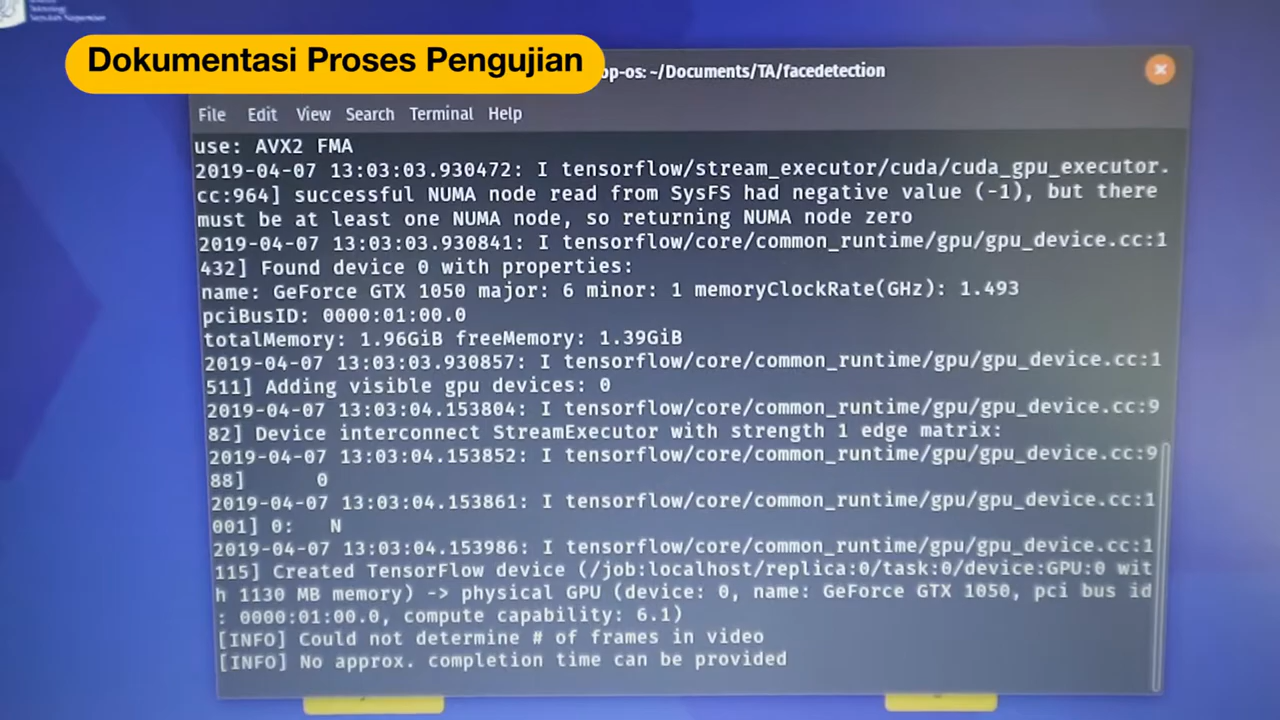 Sepuluh Nopember
Dokumentasi Proses Pengujian
op-os: ~/Documents/TA/facedetection
File Edit View Search Terminal Help
use: AVX2 FMA
2019-04-07 13:03:03.930472: I tensorflow/stream_executor/cuda/cuda_gpu_executor.
cc:964] successful NUMA node read from SysFS had negative value (-1), but there
must be at least one NUMA node, so returning NUMA node zero
2019-04-07 13:03:03.930841: I tensorflow/core/common_runtime/gpu/gpu_device.cc:1
432] Found device 0 with properties:
name: GeForce GTX 1050 major: 6 minor: 1 memoryClockRate(GHz): 1.493
pciBusID: 0000:01:00.0
totalMemory: 1.96GiB freeMemory: 1.39GiB
2019-04-07 13:03:03.930857: I tensorflow/core/common_runtime/gpu/gpu_device.cc:1
511] Adding visible gpu devices: 0
2019-04-07 13:03:04.153804: I tensorflow/core/common_runtime/gpu/gpu_device.cc:9
82] Device interconnect StreamExecutor with strength 1 edge matrix:
2019-04-07 13:03:04.153852: I tensorflow/core/common_runtime/gpu/gpu_device.cc:9
88] 0
2019-04-07 13:03:04.153861: I tensorflow/core/common_runtime/gpu/gpu_device.cc:1
001] 0: N
2019-04-07 13:03:04.153986: I tensorflow/core/common_runtime/gpu/gpu_device.cc:1
115] Created TensorFlow device (/job:localhost/replica:0/task:0/device:GPU:0 wit
h 1130 MB memory) -> physical GPU (device: 0, name: GeForce GTX 1050, pci bus id
: 0000:01:00.0, compute capability: 6.1)
[INFO] Could not determine # of frames in video
[INFO] No approx. completion time can be provided